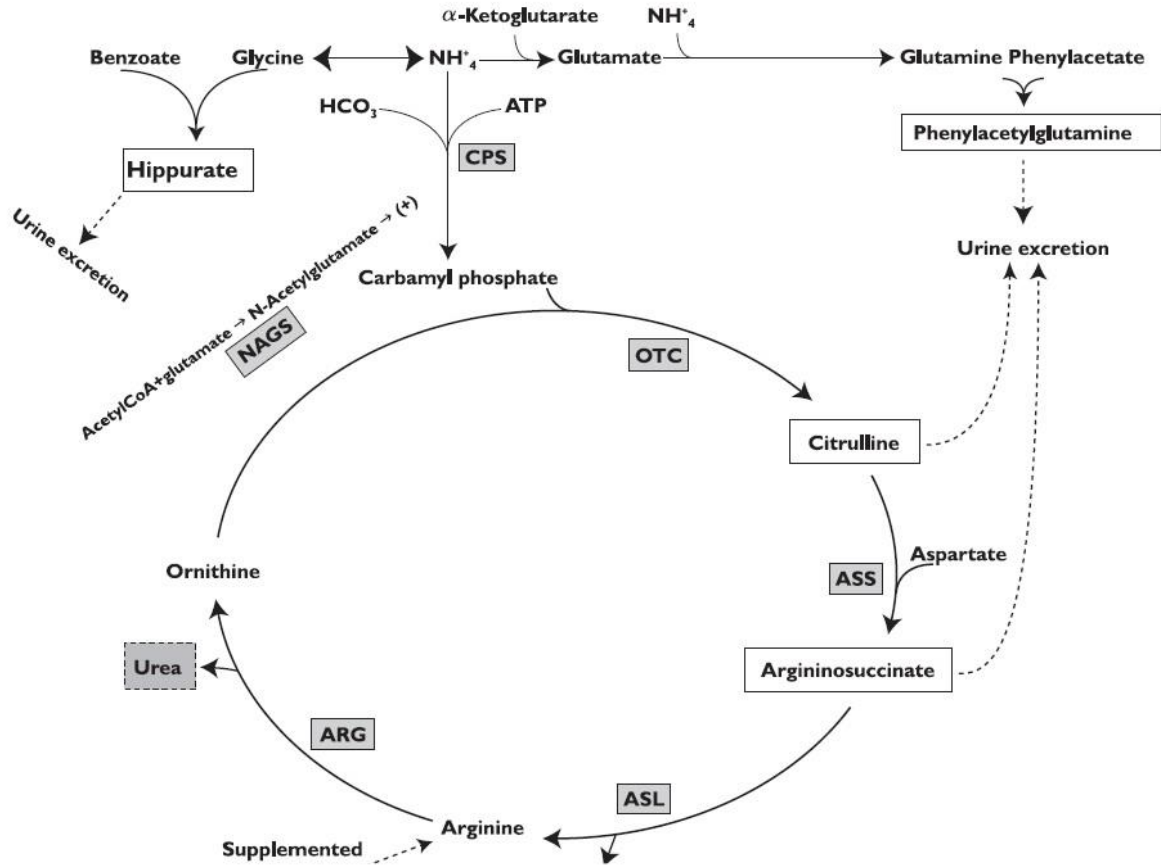 α-Ketoglutarate
NH⁺₄
Benzoate
Glycine
NH⁺₄
Glutamate
Glutamine Phenylacetate
HCO₃
ATP
CPS
Phenylacetylglutamine
Hippurate
Urine excretion
Urine excretion
AcetylCoA+glutamate → N-Acetylglutamate → (+)
NAGS
Carbamyl phosphate
OTC
Citrulline
Ornithine
ASS
Aspartate
Urea
Argininosuccinate
ARG
ASL
Arginine
Supplemented